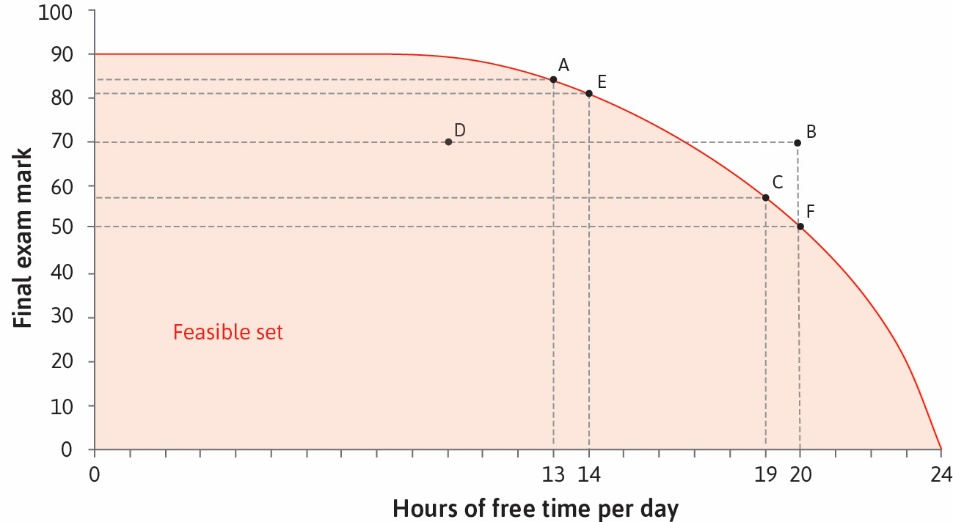 100
90
80
70
60
50
40
30
20
10
0
Final exam mark
A
E
D
B
C
F
Feasible set
0 13 14 19 20 24
Hours of free time per day